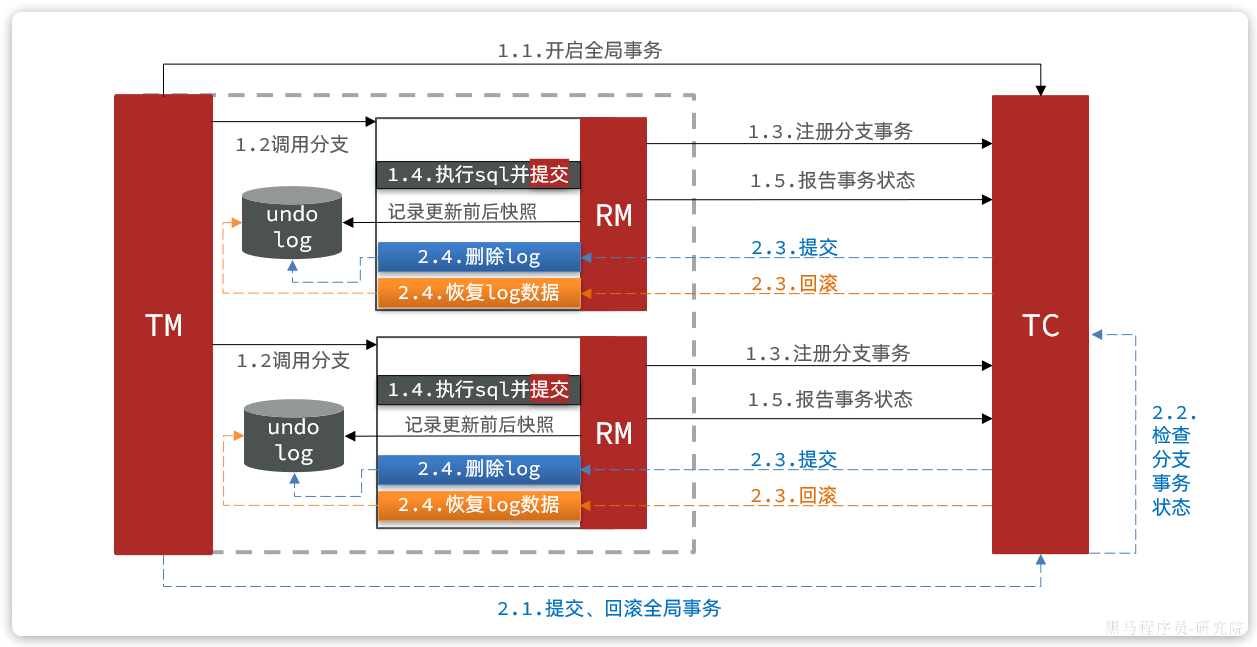 1.1.开启全局事务
TM
1.2调用分支
1.4.执行sql并提交
记录更新前后快照
undo
log
2.4.删除log
2.4.恢复log数据
RM
1.3.注册分支事务
1.5.报告事务状态
2.3.提交
2.3.回滚
1.2调用分支
1.4.执行sql并提交
记录更新前后快照
undo
log
2.4.删除log
2.4.恢复log数据
RM
1.3.注册分支事务
1.5.报告事务状态
2.3.提交
2.3.回滚
TC
2.2.
检查
分支
事务
状态
2.1.提交、回滚全局事务
黑马程序员-研究院